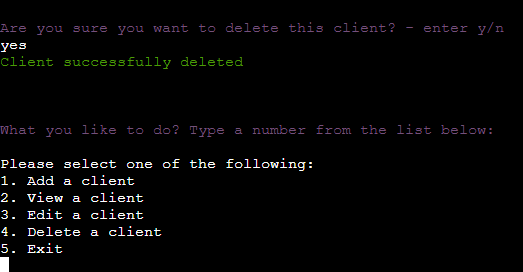 Are you sure you want to delete this client? - enter y/n
yes
Client successfully deleted
What you like to do? Type a number from the list below:
Please select one of the following:
1. Add a client
2. View a client
3. Edit a client
4. Delete a client
5. Exit